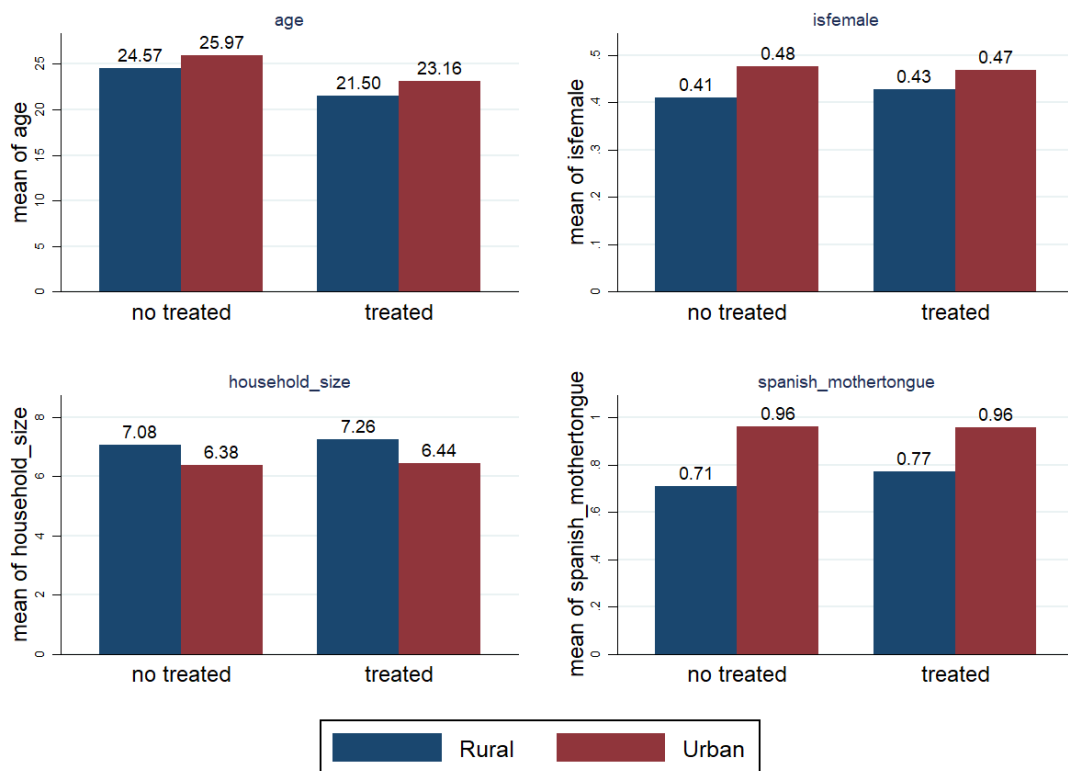 age
mean of age
0
5
10
15
20
25
24.57
25.97
21.50
23.16
no treated
treated
isfemale
mean of isfemale
0
.1
.2
.3
.4
.5
0.41
0.48
0.43
0.47
no treated
treated
household_size
mean of household_size
0
2
4
6
8
7.08
6.38
7.26
6.44
no treated
treated
spanish_mothertongue
mean of spanish_mothertongue
0
.2
.4
.6
.8
1
0.71
0.96
0.77
0.96
no treated
treated
Rural
Urban